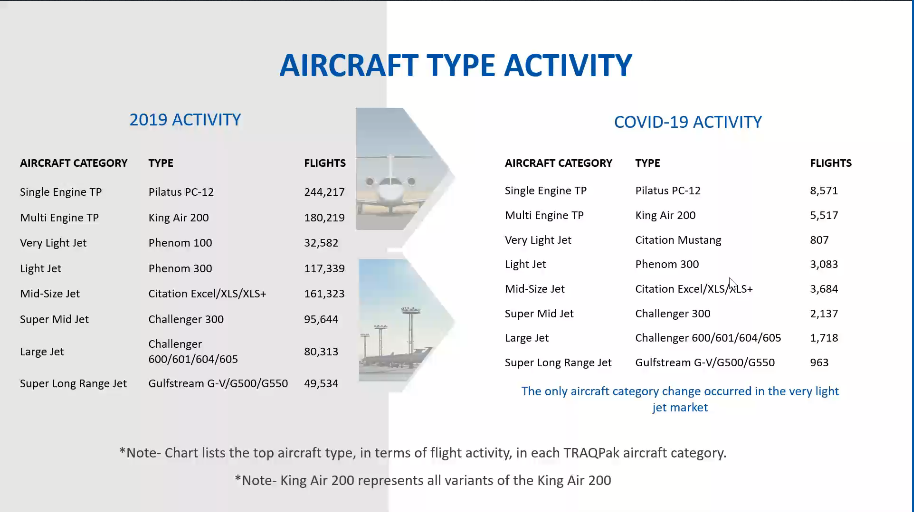 AIRCRAFT TYPE ACTIVITY
2019 ACTIVITY
AIRCRAFT CATEGORY TYPE FLIGHTS
Single Engine TP Pilatus PC-12 244,217
Multi Engine TP King Air 200 180,219
Very Light Jet Phenom 100 32,582
Light Jet Phenom 300 117,339
Mid-Size Jet Citation Excel/XLS/XLS+ 161,323
Super Mid Jet Challenger 300 95,644
Large Jet Challenger 600/601/604/605 80,313
Super Long Range Jet Gulfstream G-V/G500/G550 49,534
COVID-19 ACTIVITY
AIRCRAFT CATEGORY TYPE FLIGHTS
Single Engine TP Pilatus PC-12 8,571
Multi Engine TP King Air 200 5,517
Very Light Jet Citation Mustang 807
Light Jet Phenom 300 3,083
Mid-Size Jet Citation Excel/XLS/XLS+ 3,684
Super Mid Jet Challenger 300 2,137
Large Jet Challenger 600/601/604/605 1,718
Super Long Range Jet Gulfstream G-V/G500/G550 963
The only aircraft category change occurred in the very light
jet market
*Note- Chart lists the top aircraft type, in terms of flight activity, in each TRAQPak aircraft category.
*Note- King Air 200 represents all variants of the King Air 200